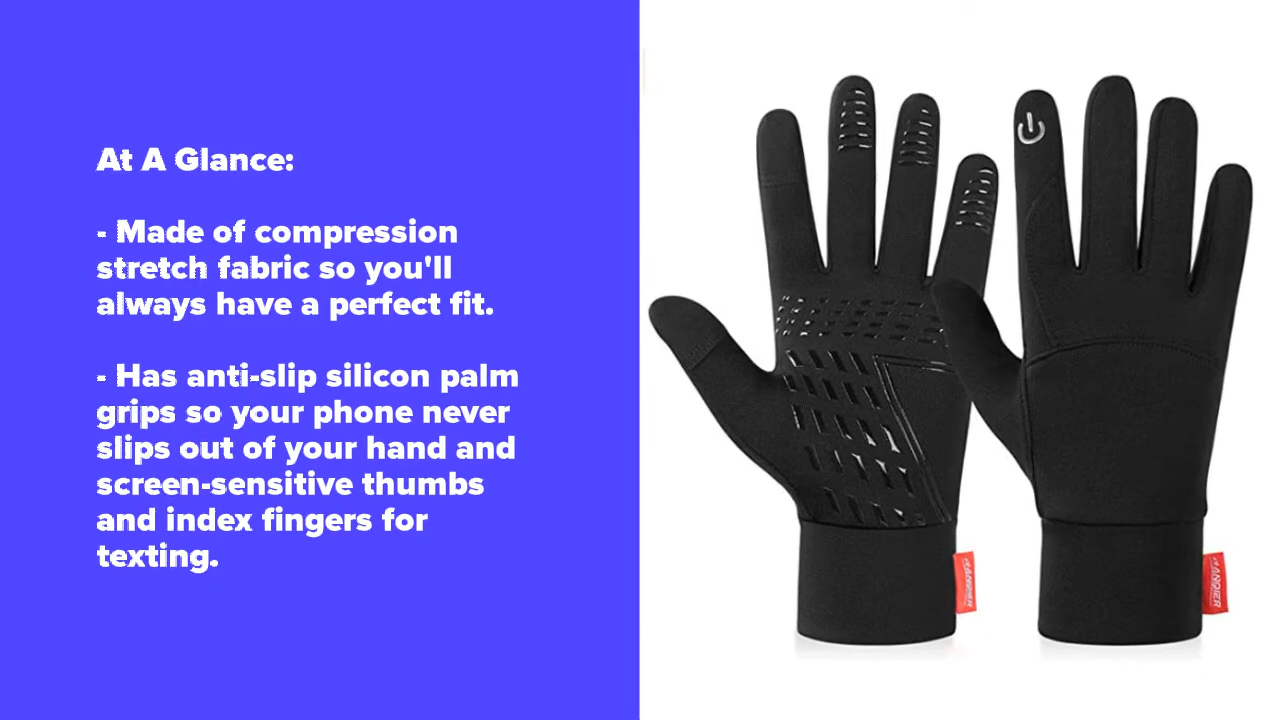 At A Glance:
- Made of compression
stretch fabric so you'll
always have a perfect fit.
- Has anti-slip silicon palm
grips so your phone never
slips out of your hand and
screen-sensitive thumbs
and index fingers for
texting.
ANQIER
ANQIER